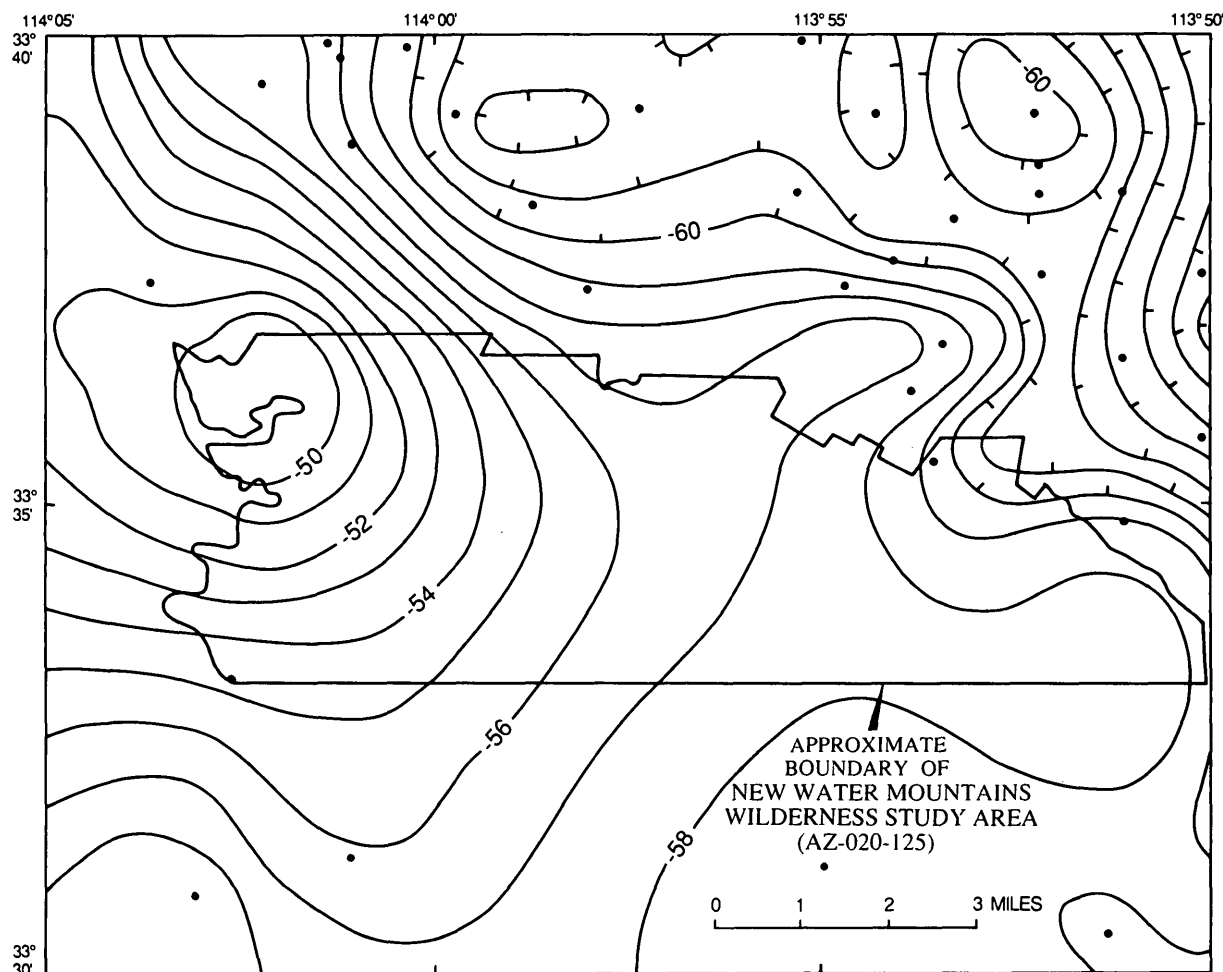 114° 05'
114° 00'
113° 55'
113° 50'
33°
40'
-60
-60
-50
33°
35'
-52
-54
-56
APPROXIMATE
BOUNDARY OF
NEW WATER MOUNTAINS
WILDERNESS STUDY AREA
(AZ-020-125)
-58
0 1 2 3 MILES
33°
30'